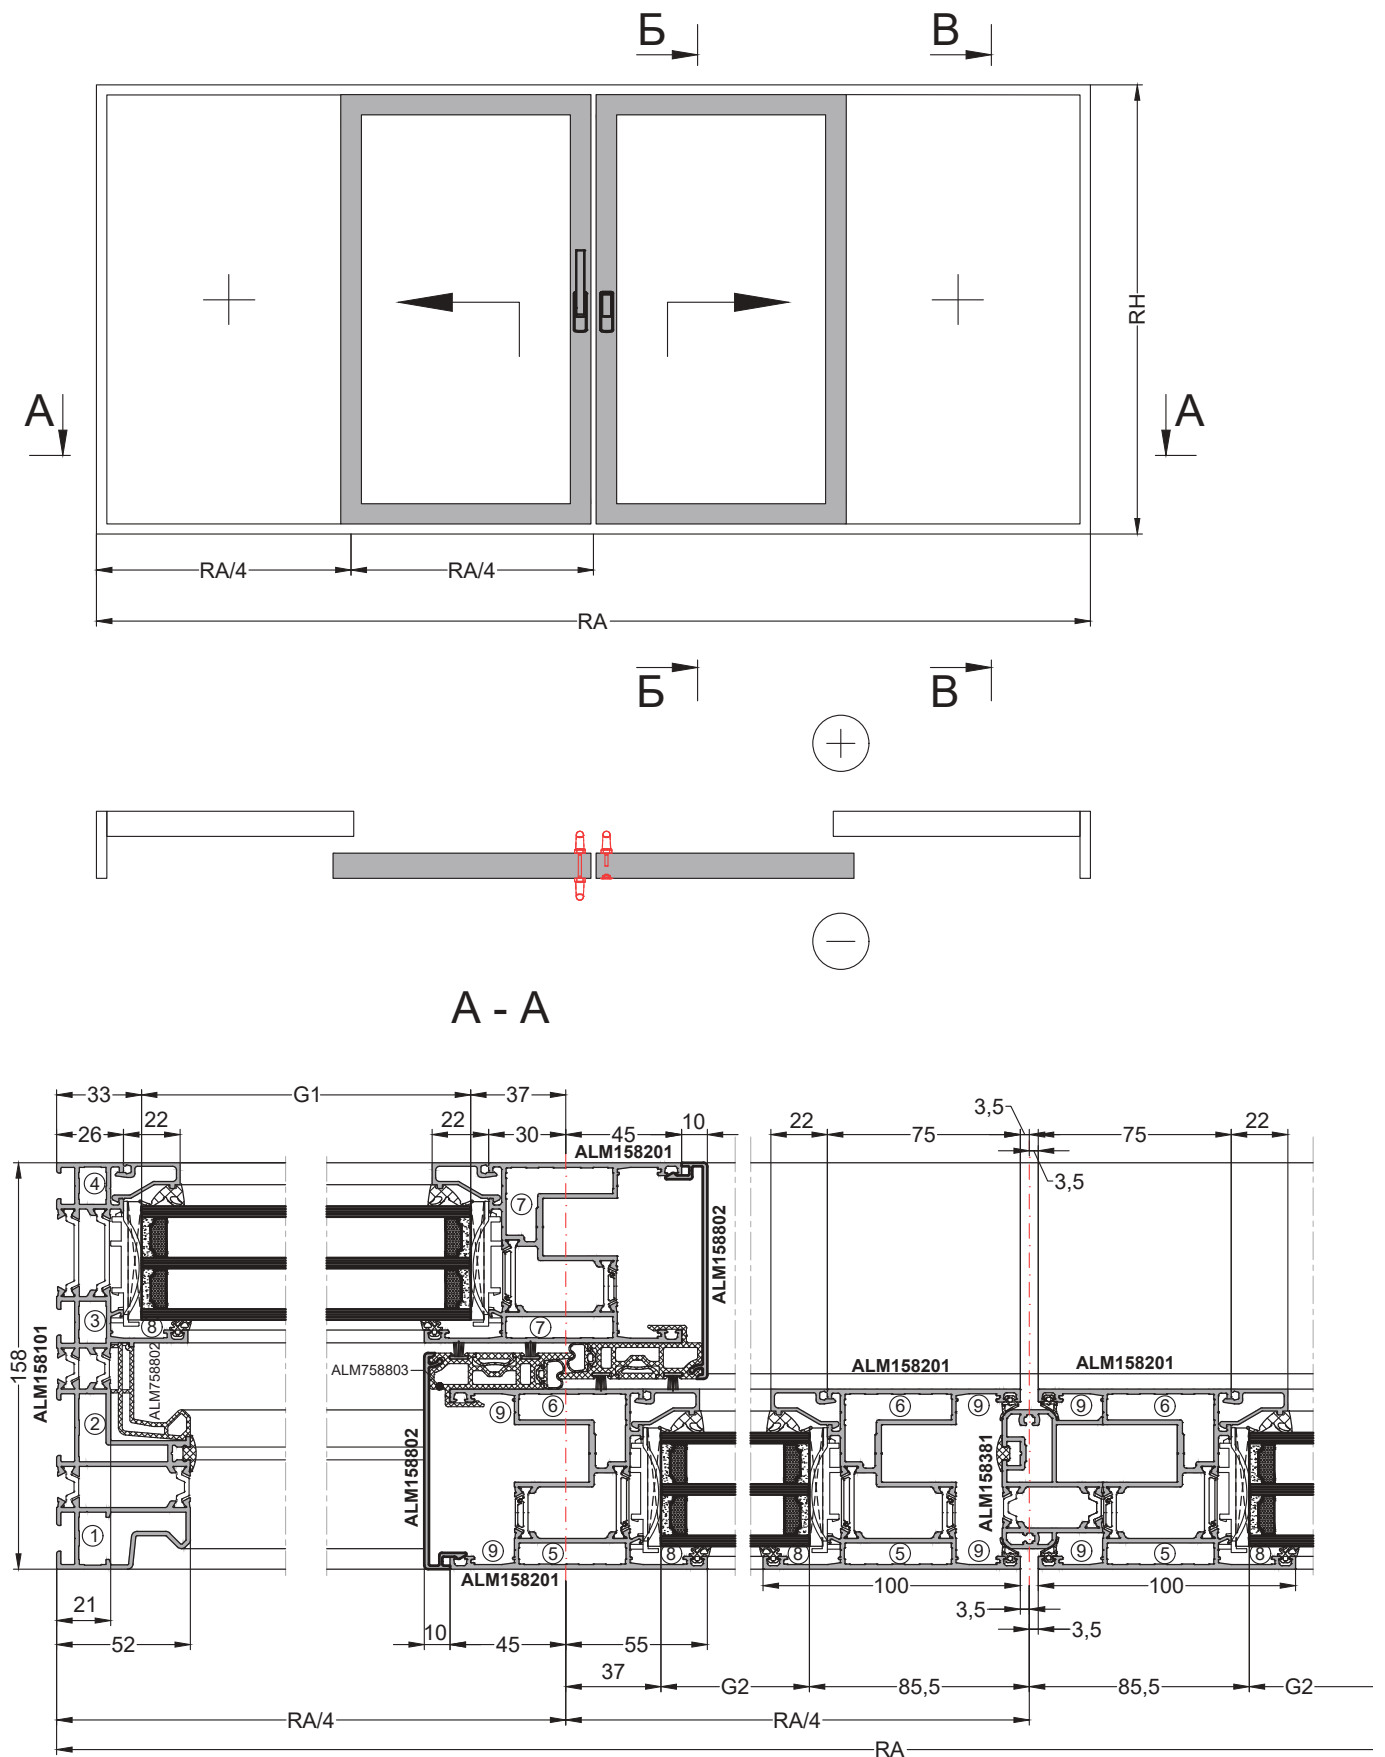 Б В
RH
А А
RA/4 RA/4
RA
Б В
А - А
33 G1 37
26 22 22 30 45 10
3,5
22 75 75 22
3,5
ALM158201
④ ⑦
ALM158802
158
ALM158101
③ ⑧ ⑦
ALM758802
ALM758803
ALM158201 ALM158201
② ⑨ ⑥ ⑥ ⑨ ⑨ ⑥
ALM158802
ALM158381
① ⑨ ⑤ ⑧ ⑧ ⑤ ⑨ ⑨ ⑤ ⑧
ALM158201
100 100
21
3,5
3,5
52 10 45 55
37 G2 85,5 85,5 G2
RA/4 RA/4
RA